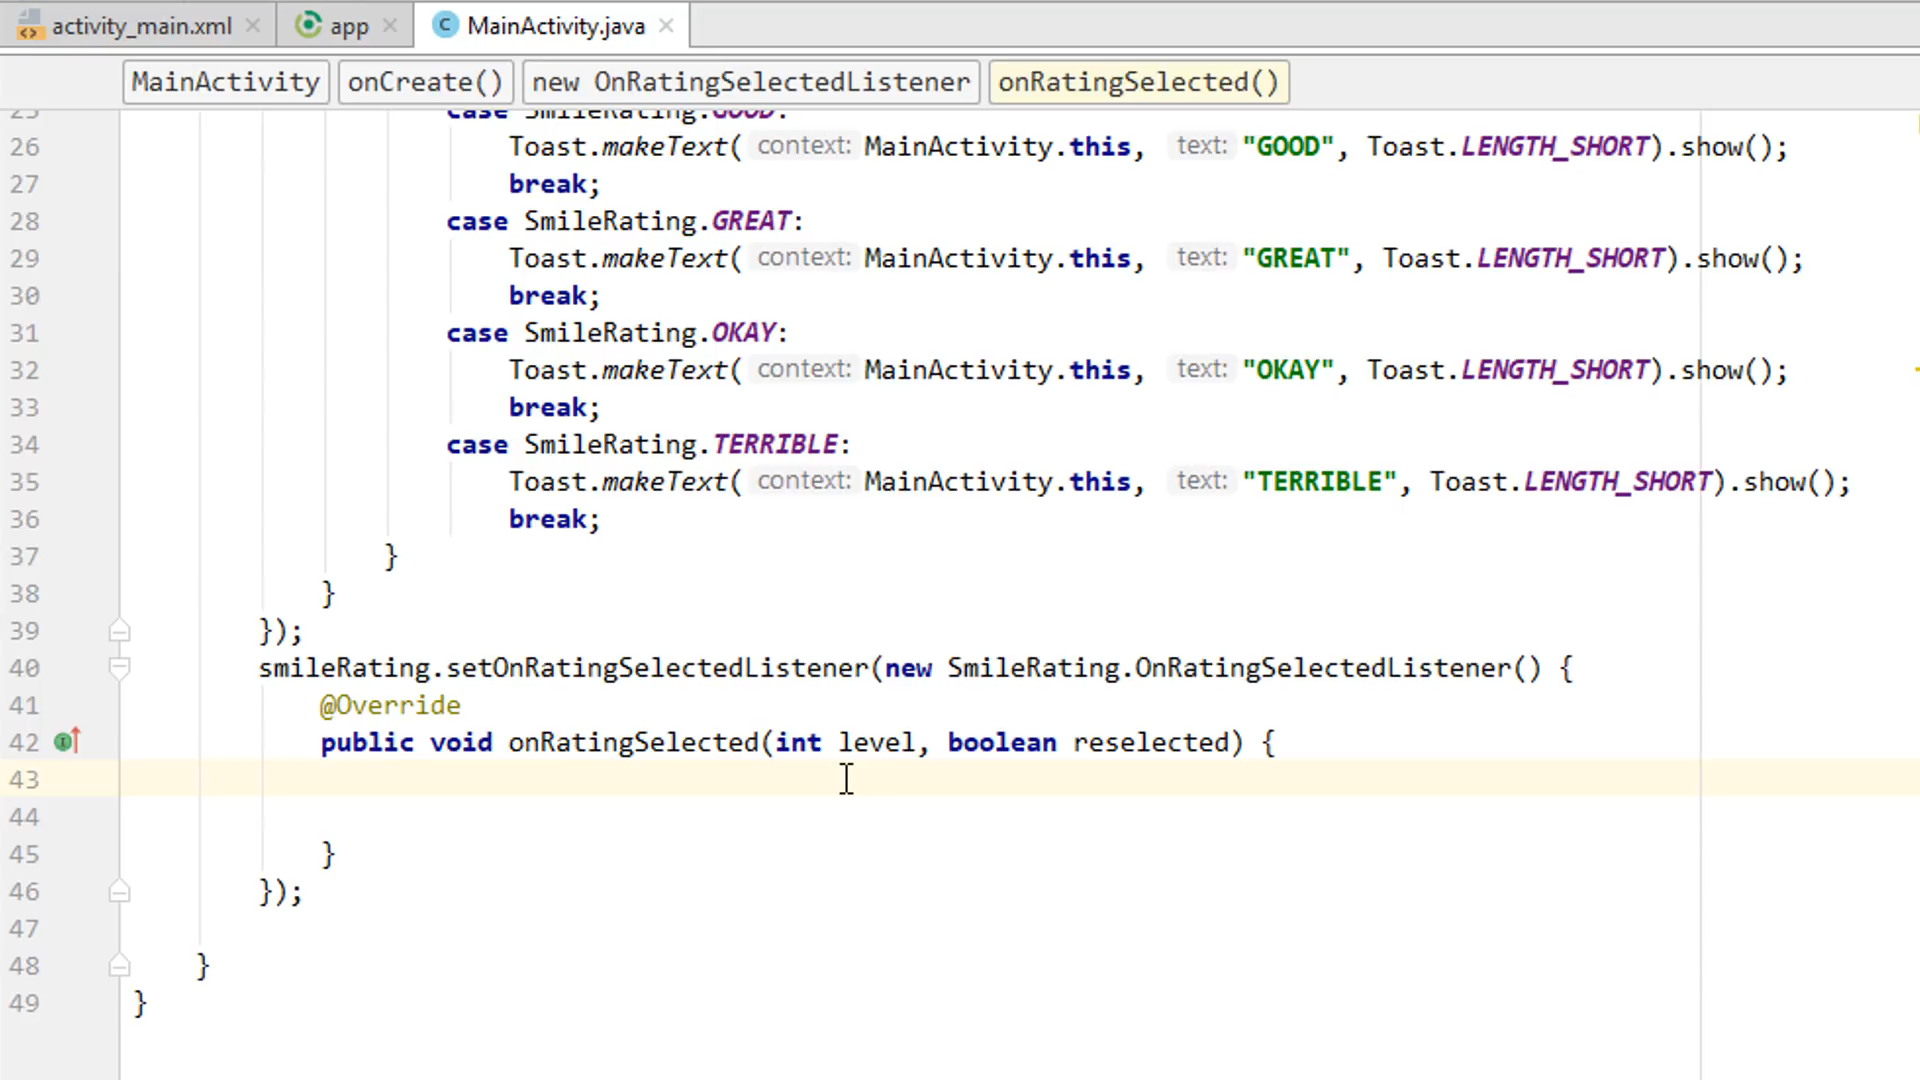 activity_main.xml app MainActivity.java
MainActivity onCreate() new OnRatingSelectedListener onRatingSelected()
25 case SmileRating.GOOD:
26 Toast.makeText( context: MainActivity.this, text: "GOOD", Toast.LENGTH_SHORT).show();
27 break;
28 case SmileRating.GREAT:
29 Toast.makeText( context: MainActivity.this, text: "GREAT", Toast.LENGTH_SHORT).show();
30 break;
31 case SmileRating.OKAY:
32 Toast.makeText( context: MainActivity.this, text: "OKAY", Toast.LENGTH_SHORT).show();
33 break;
34 case SmileRating.TERRIBLE:
35 Toast.makeText( context: MainActivity.this, text: "TERRIBLE", Toast.LENGTH_SHORT).show();
36 break;
37 }
38 }
39 });
40 smileRating.setOnRatingSelectedListener(new SmileRating.OnRatingSelectedListener() {
41 @Override
42 public void onRatingSelected(int level, boolean reselected) {
43
44
45 }
46 });
47
48 }
49 }